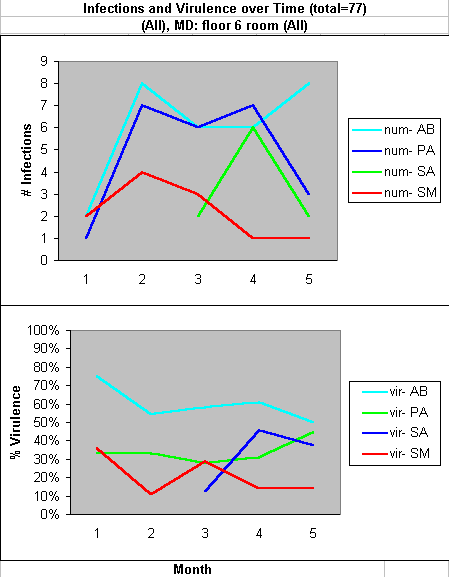 Infections and Virulence over Time (total=77)
(All), MD: floor 6 room (All)
# Infections
9
8
7
6
5
4
3
2
1
0
1 2 3 4 5
num- AB
num- PA
num- SA
num- SM
% Virulence
100%
90%
80%
70%
60%
50%
40%
30%
20%
10%
0%
1 2 3 4 5
vir- AB
vir- PA
vir- SA
vir- SM
Month